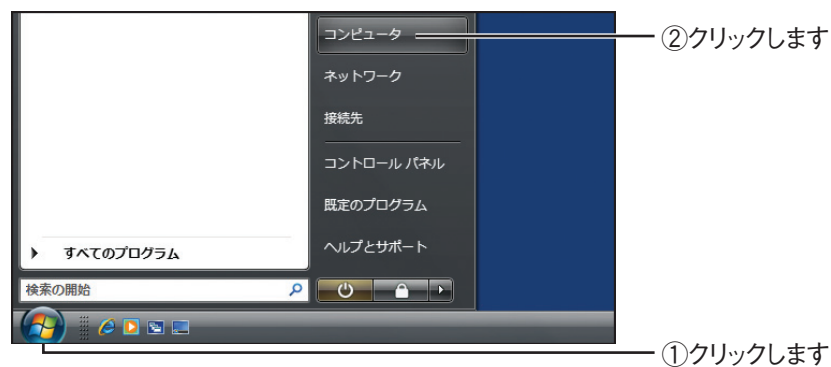 コンピュータ
②クリックします
ネットワーク
接続先
コントロール パネル
既定のプログラム
ヘルプとサポート
すべてのプログラム
検索の開始
①クリックします